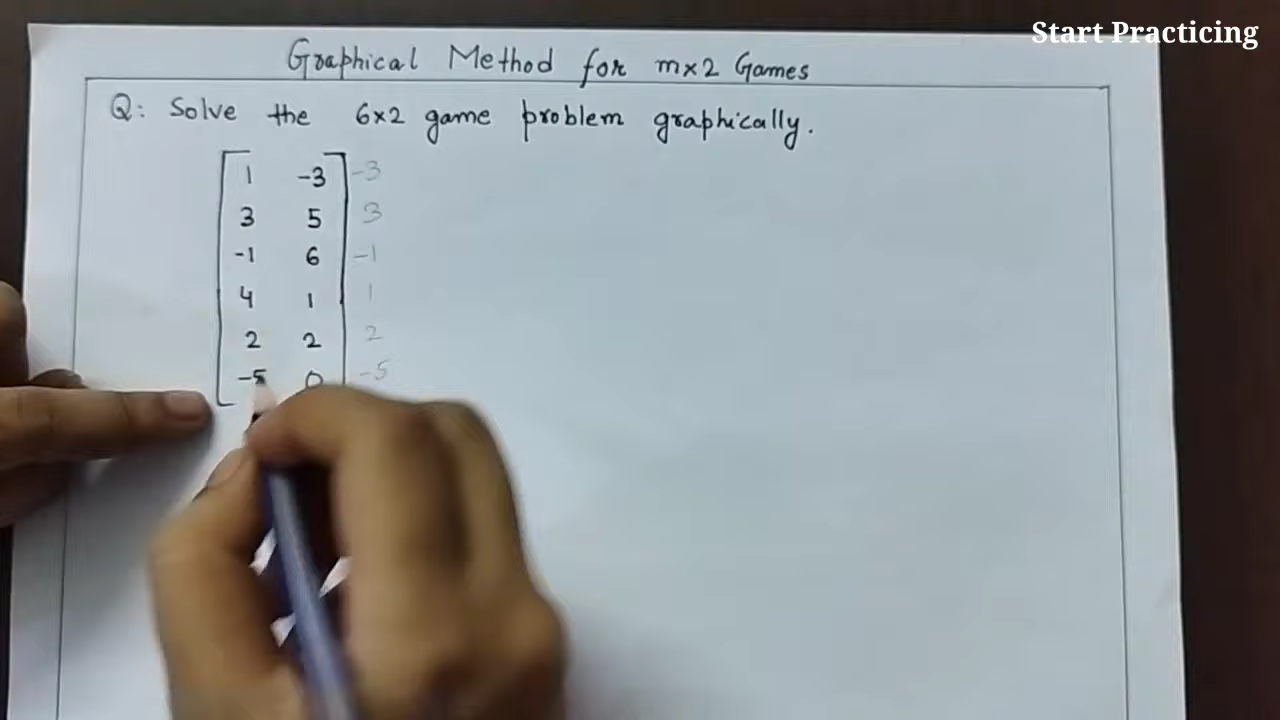 Start Practicing
Graphical Method for m×2 Games
Q: Solve the 6×2 game problem graphically.
1 -3 -3
3 5 3
-1 6 -1
4 1 1
2 2 2
-5 0 -5